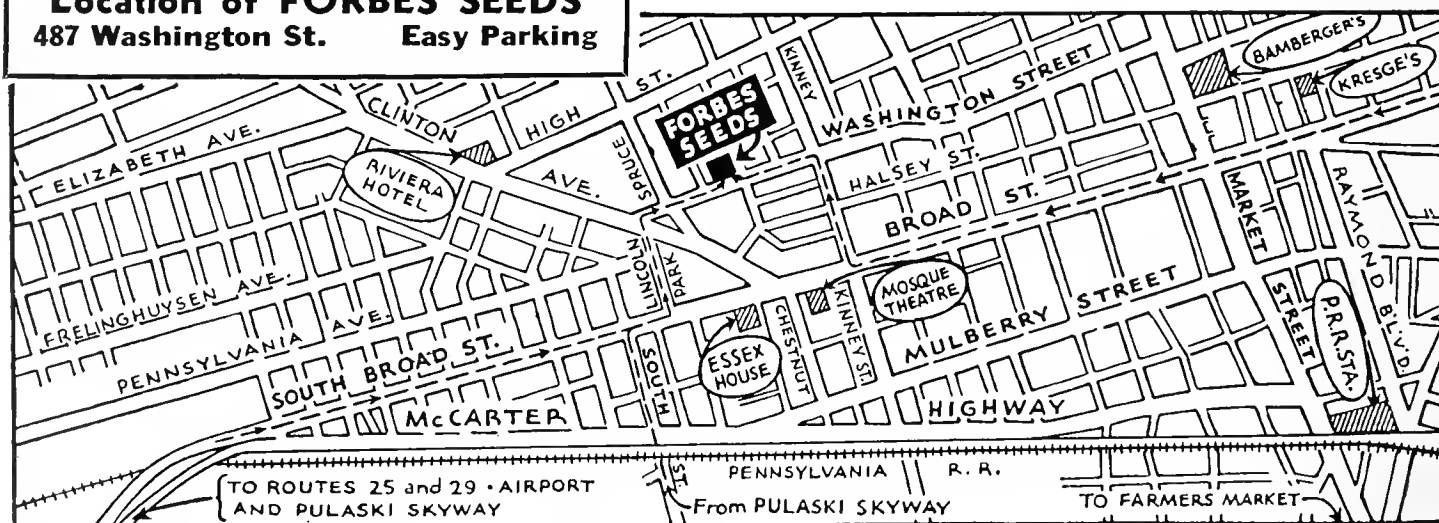 Location of FORBES SEEDS
487 Washington St. Easy Parking
BAMBERGER'S
KRESGE'S
KINNEY
WASHINGTON STREET
HIGH ST.
CLINTON
AVE.
FORBES
SEEDS
ELIZABETH AVE.
RIVIERA
HOTEL
SPRUCE
HALSEY ST.
BROAD ST.
MARKET
STREET
RAYMOND BLV'D.
LINCOLN
PARK
FRELINGHUYSEN AVE.
MOSQUE
THEATRE
MULBERRY STREET
PENNSYLVANIA AVE.
SOUTH BROAD ST.
ESSEX
HOUSE
CHESTNUT
KINNEY ST.
P.R.R. STA.
SOUTH
ST.
McCARTER
HIGHWAY
PENNSYLVANIA R. R.
TO ROUTES 25 and 29 • AIRPORT
AND PULASKI SKYWAY
From PULASKI SKYWAY
TO FARMERS MARKET